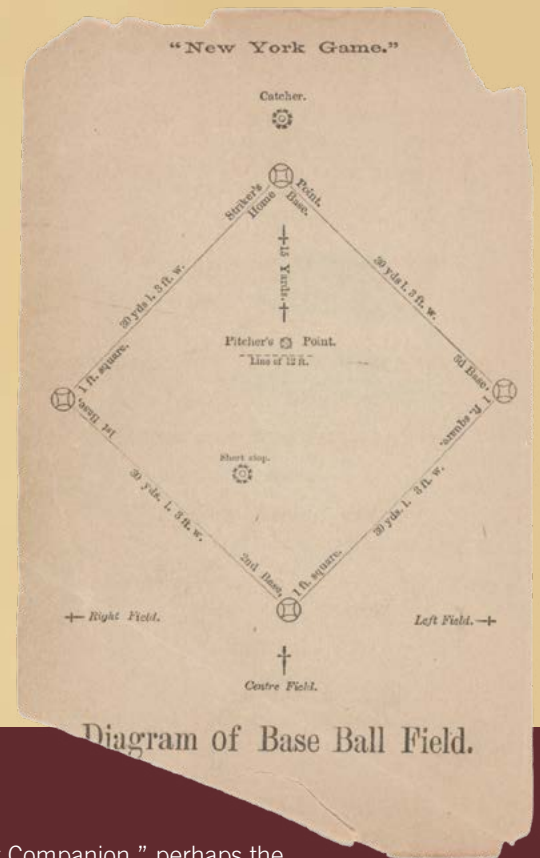 “New York Game.”
Catcher.
Striker's Point.
Home Base.
15 Yards.
30 yds l. 3 ft. w.
30 yds l. 3 ft. w.
Pitcher's Point.
Line of 12 ft.
1 ft. square.
1st Base.
3d Base.
1 ft. square.
Short stop.
30 yds. l. 3 ft. w.
30 yds. l. 3 ft. w.
2nd Base,
1 ft. square.
Right Field.
Left Field.
Centre Field.
Diagram of Base Ball Field.
Companion,” perhaps the